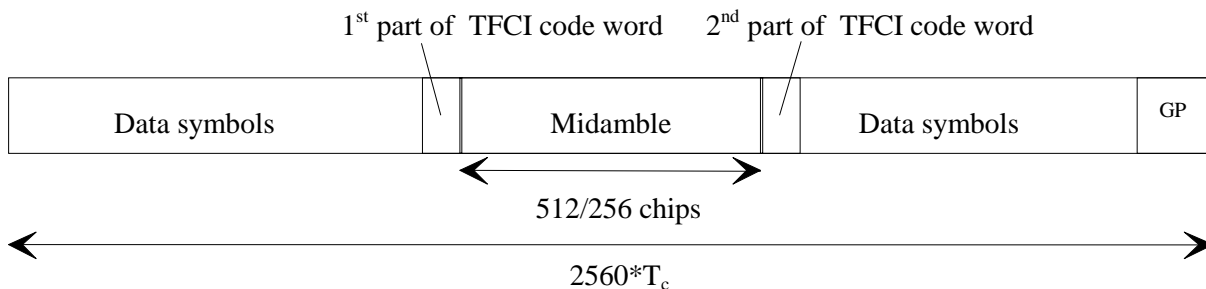 1st part of TFCI code word 2nd part of TFCI code word
Data symbols Midamble Data symbols GP
512/256 chips
2560*Tc